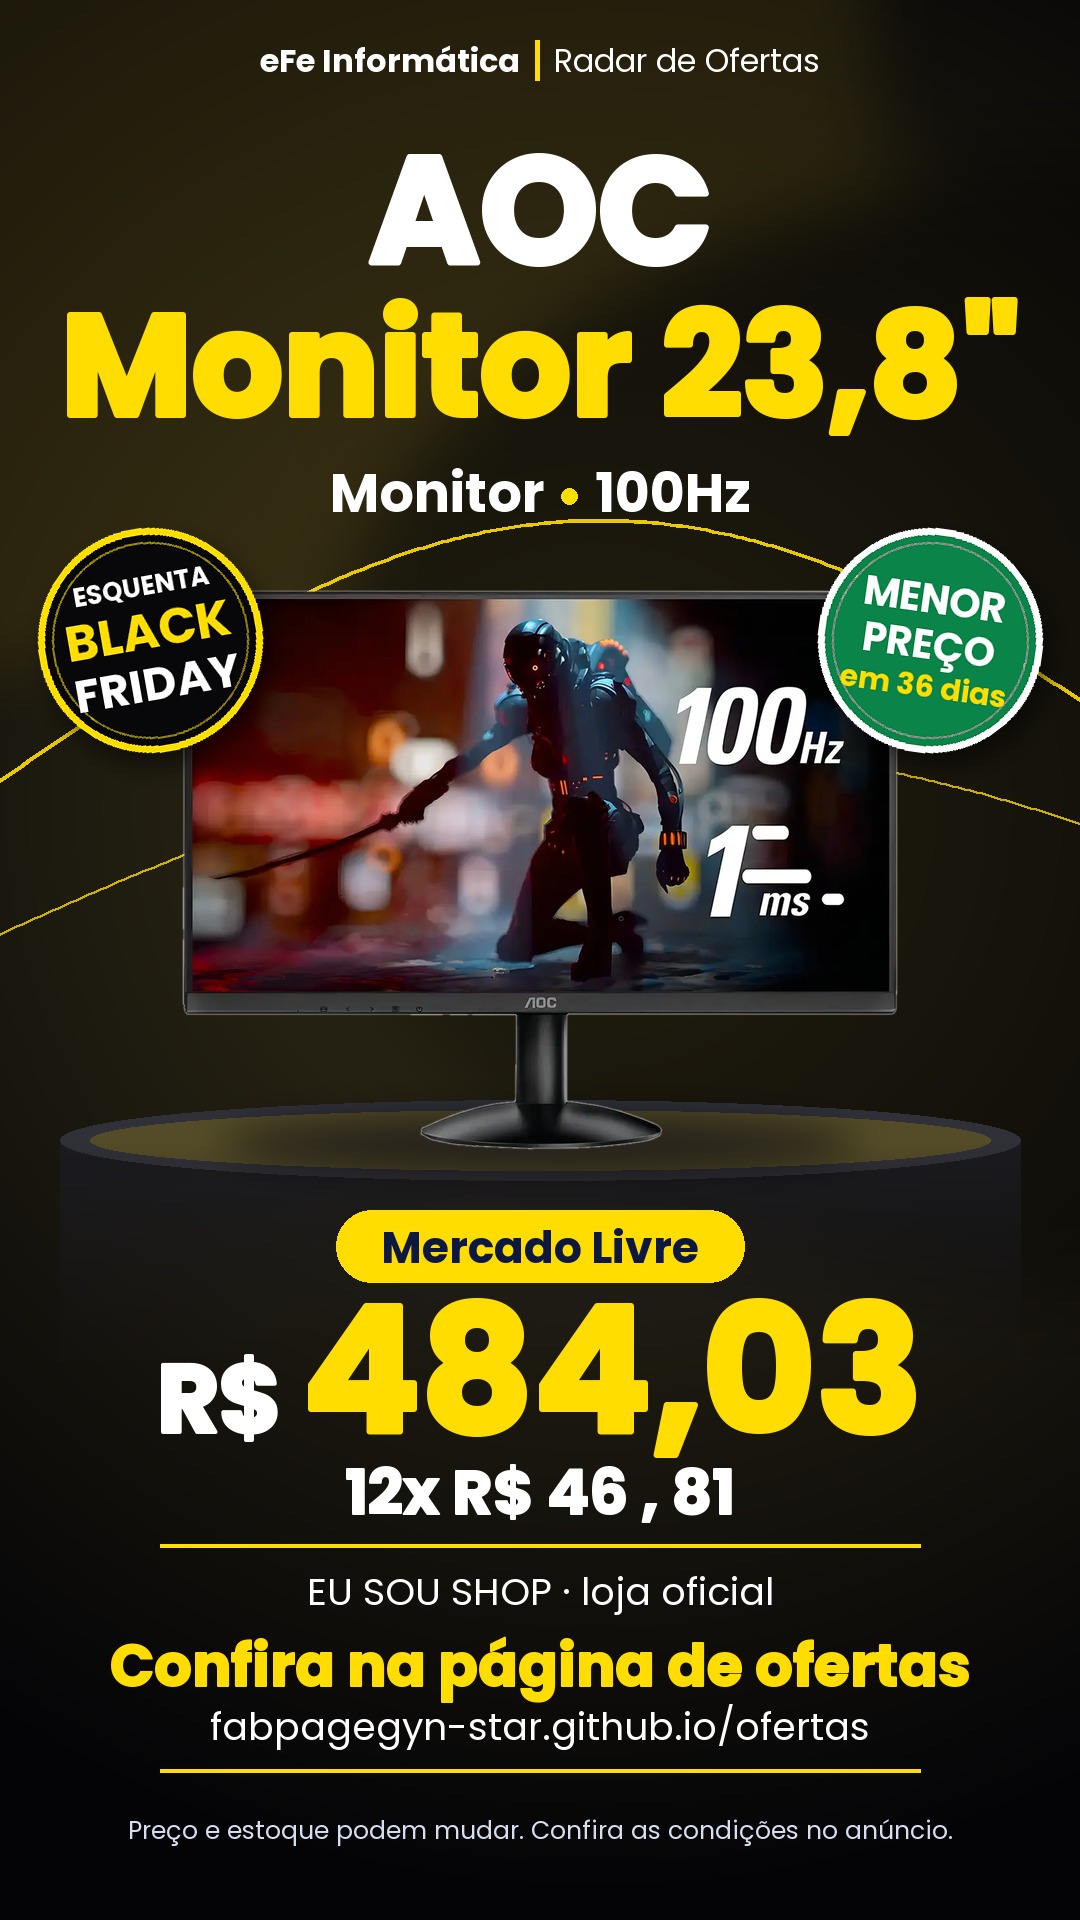 eFe Informática | Radar de Ofertas
AOC
Monitor 23,8"
Monitor • 100Hz
ESQUENTA
BLACK
FRIDAY
MENOR
PREÇO
em 36 dias
100Hz
1ms
AOC
Mercado Livre
R$ 484,03
12x R$ 46 , 81
EU SOU SHOP · loja oficial
Confira na página de ofertas
fabpagegyn-star.github.io/ofertas
Preço e estoque podem mudar. Confira as condições no anúncio.